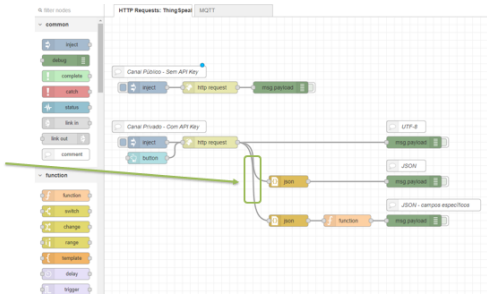 filter nodes
common
inject
debug
complete
catch
status
link in
link out
comment
function
function
switch
change
range
template
delay
trigger
HTTP Requests: ThingSpeal
MQTT
Canal Público - Sem API Key
inject
http request
msg.payload
Canal Privado - Com API Key
inject
http request
button
UTF-8
msg.payload
JSON
json
msg.payload
JSON - campos específicos
json
function
msg.payload